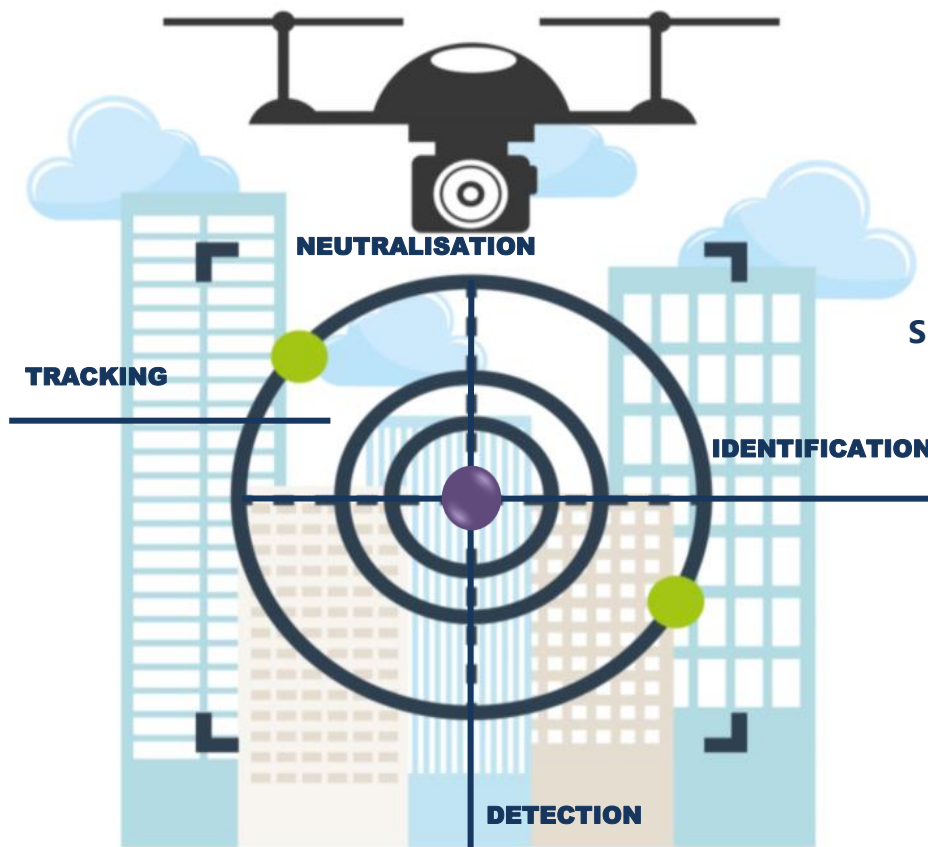 NEUTRALISATION
S
TRACKING
IDENTIFICATION
DETECTION